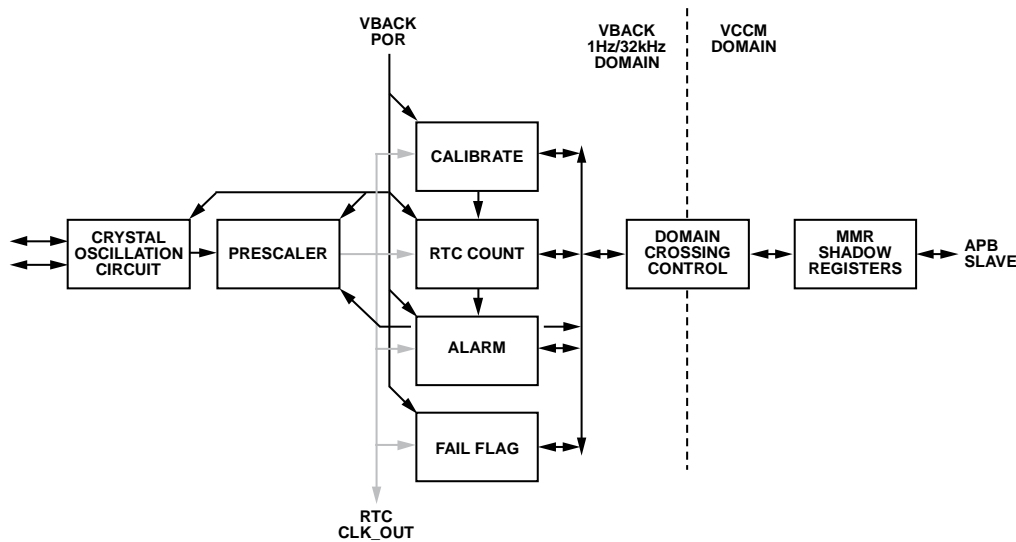 VBACK
POR
VBACK
1Hz/32kHz
DOMAIN
VCCM
DOMAIN
CALIBRATE
CRYSTAL
OSCILLATION
CIRCUIT
PRESCALER
RTC COUNT
DOMAIN
CROSSING
CONTROL
MMR
SHADOW
REGISTERS
APB
SLAVE
ALARM
FAIL FLAG
RTC
CLK_OUT